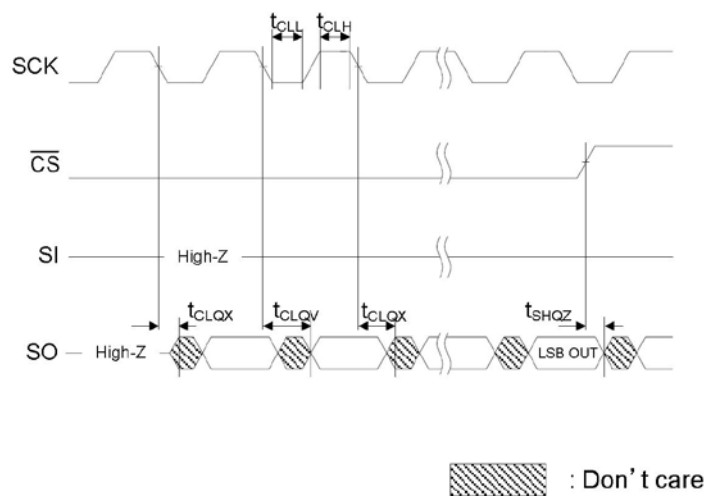 tCLL tCLH
SCK
CS
SI High-Z
tCLQX tCLQV tCLQX tSHQZ
SO High-Z LSB OUT
: Don't care